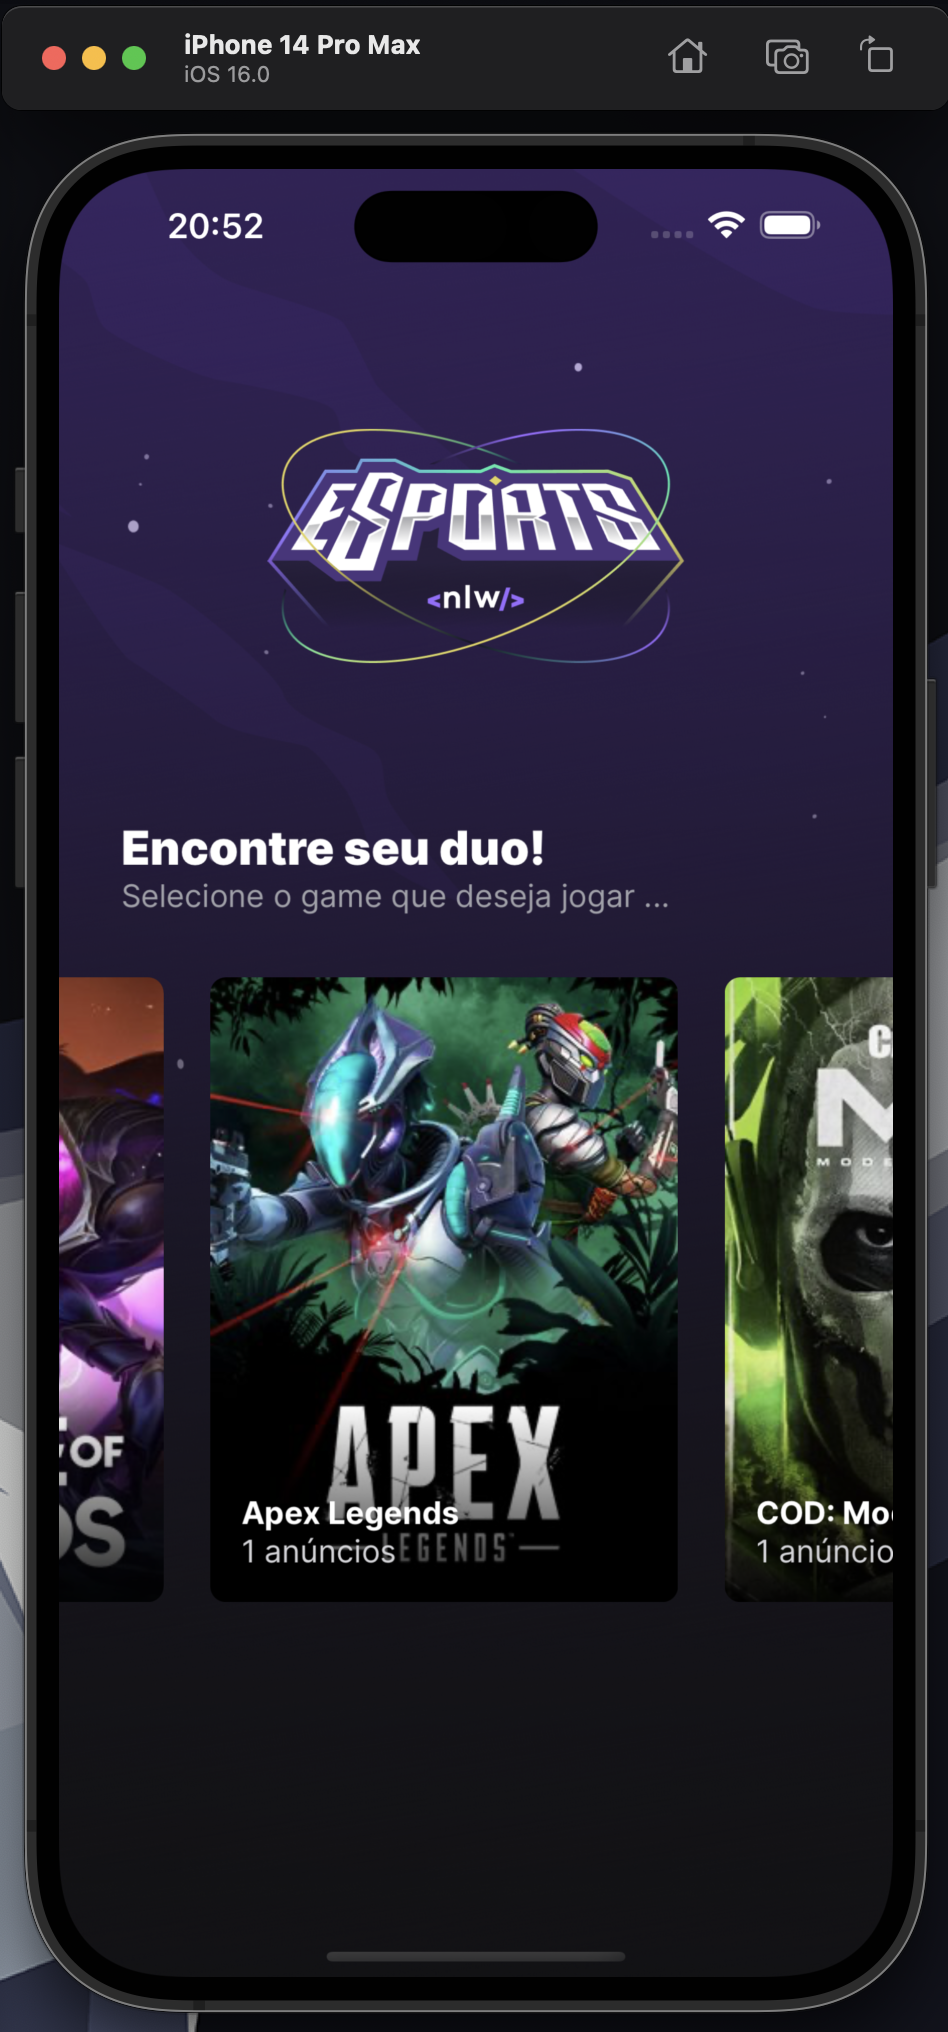 iPhone 14 Pro Max
iOS 16.0
20:52
ESPORTS
<nlw/>
Encontre seu duo!
Selecione o game que deseja jogar ...
OF
APEX
LEGENDS
Apex Legends
1 anúncios
COD: Mo
1 anúncio